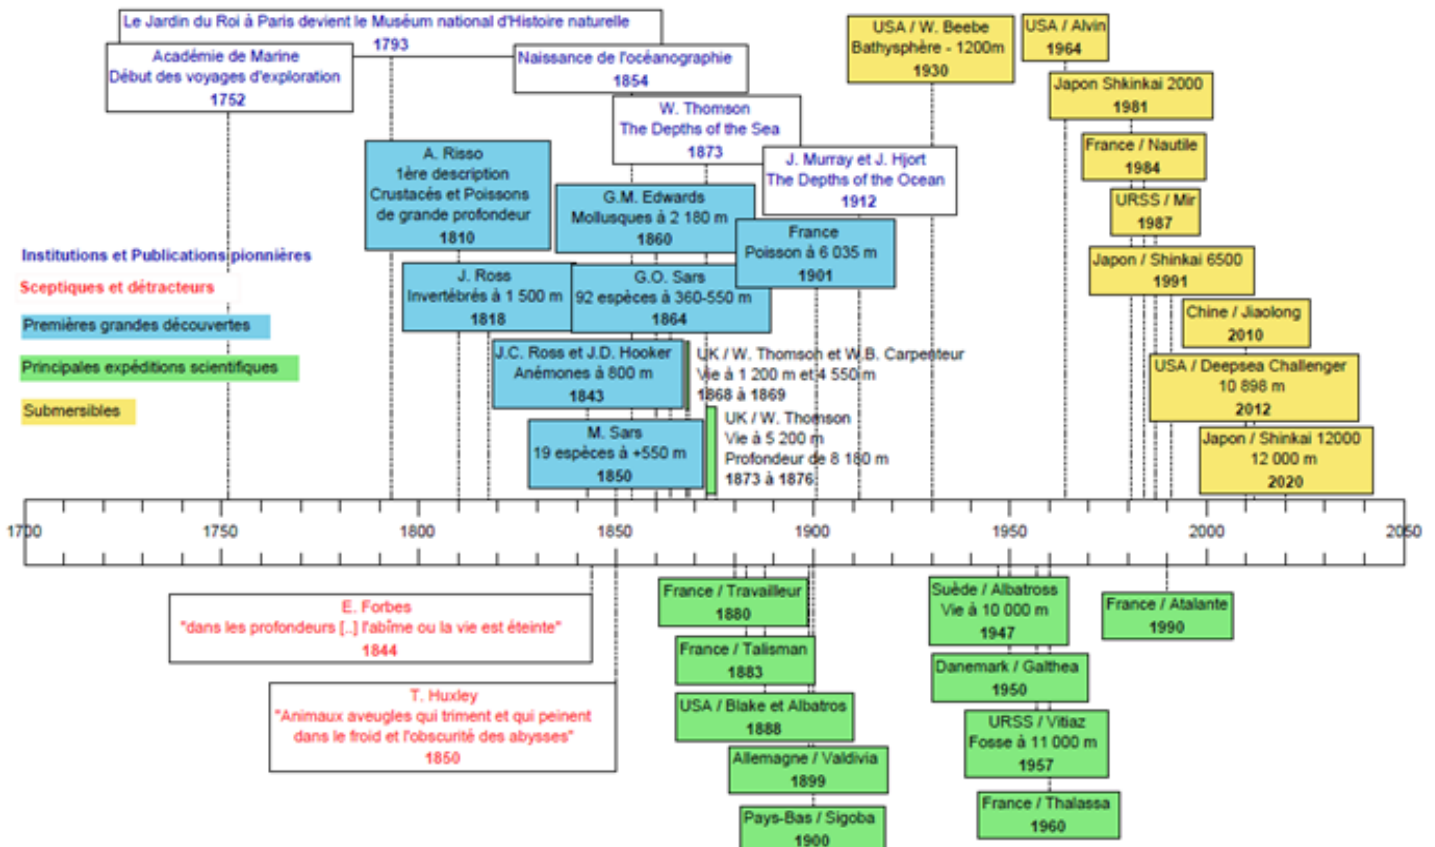 Le Jardin du Roi à Paris devient le Muséum national d'Histoire naturelle
1793
Académie de Marine
Début des voyages d'exploration
1752
Naissance de l'océanographie
1854
W. Thomson
The Depths of the Sea
1873
J. Murray et J. Hjort
The Depths of the Ocean
1912
USA / W. Beebe
Bathysphère - 1200m
1930
USA / Alvin
1964
Japon Shkinkai 2000
1981
France / Nautile
1984
URSS / Mir
1987
Japon / Shinkai 6500
1991
Chine / Jiaolong
2010
USA / Deepsea Challenger
10 898 m
2012
Japon / Shinkai 12000
12 000 m
2020
A. Risso
1ère description
Crustacés et Poissons
de grande profondeur
1810
G.M. Edwards
Mollusques à 2 180 m
1860
France
Poisson à 6 035 m
1901
J. Ross
Invertébrés à 1 500 m
1818
G.O. Sars
92 espèces à 360-550 m
1864
J.C. Ross et J.D. Hooker
Anémones à 800 m
1843
UK / W. Thomson et W.B. Carpenteur
Vie à 1 200 m et 4 550 m
1868 à 1869
M. Sars
19 espèces à +550 m
1850
UK / W. Thomson
Vie à 5 200 m
Profondeur de 8 180 m
1873 à 1876
Institutions et Publications pionnières
Sceptiques et détracteurs
Premières grandes découvertes
Principales expéditions scientifiques
Submersibles
1700
1750
1800
1850
1900
1950
2000
2050
E. Forbes
"dans les profondeurs [..] l'abîme ou la vie est éteinte"
1844
T. Huxley
"Animaux aveugles qui triment et qui peinent
dans le froid et l'obscurité des abysses"
1850
France / Travailleur
1880
France / Talisman
1883
USA / Blake et Albatros
1888
Allemagne / Valdivia
1899
Pays-Bas / Sigoba
1900
Suède / Albatross
Vie à 10 000 m
1947
Danemark / Galthea
1950
URSS / Vitiaz
Fosse à 11 000 m
1957
France / Thalassa
1960
France / Atalante
1990